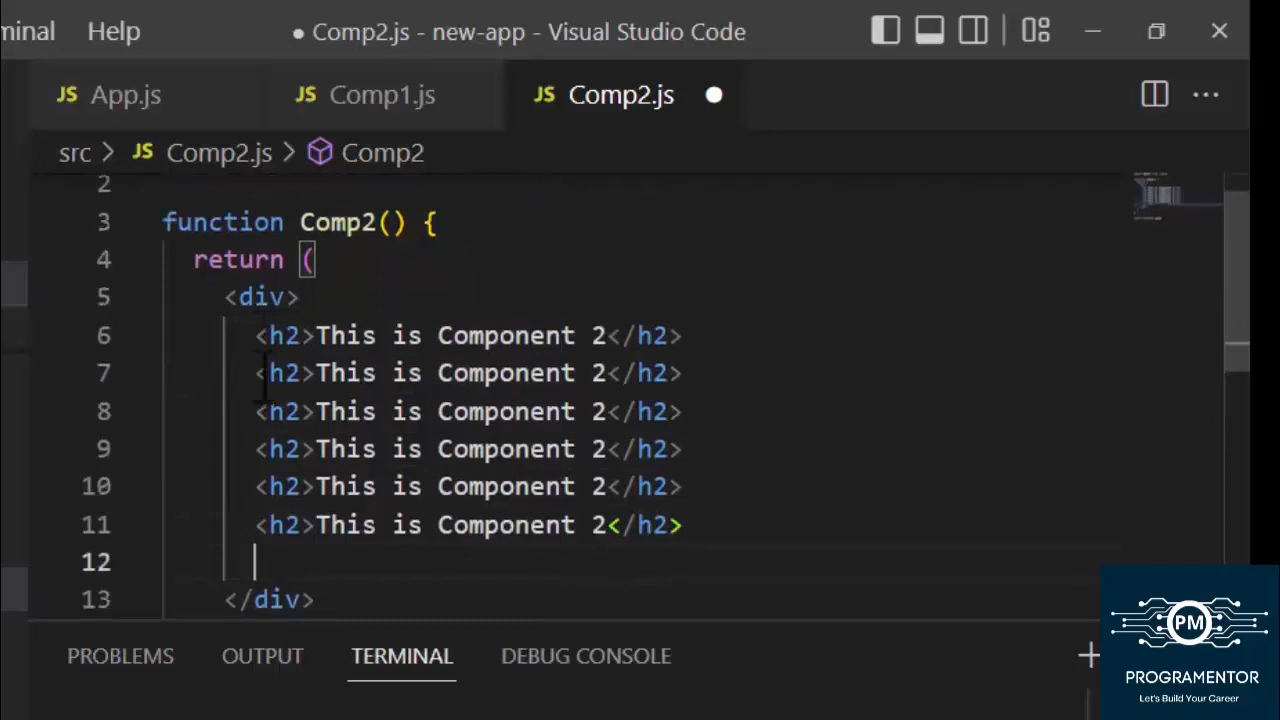 minal Help ● Comp2.js - new-app - Visual Studio Code
JS App.js JS Comp1.js JS Comp2.js
src > JS Comp2.js > Comp2
2
3 function Comp2() {
4 return (
5 <div>
6 <h2>This is Component 2</h2>
7 <h2>This is Component 2</h2>
8 <h2>This is Component 2</h2>
9 <h2>This is Component 2</h2>
10 <h2>This is Component 2</h2>
11 <h2>This is Component 2</h2>
12
13 </div>
PROBLEMS OUTPUT TERMINAL DEBUG CONSOLE
PM
PROGRAMENTOR
Let's Build Your Career